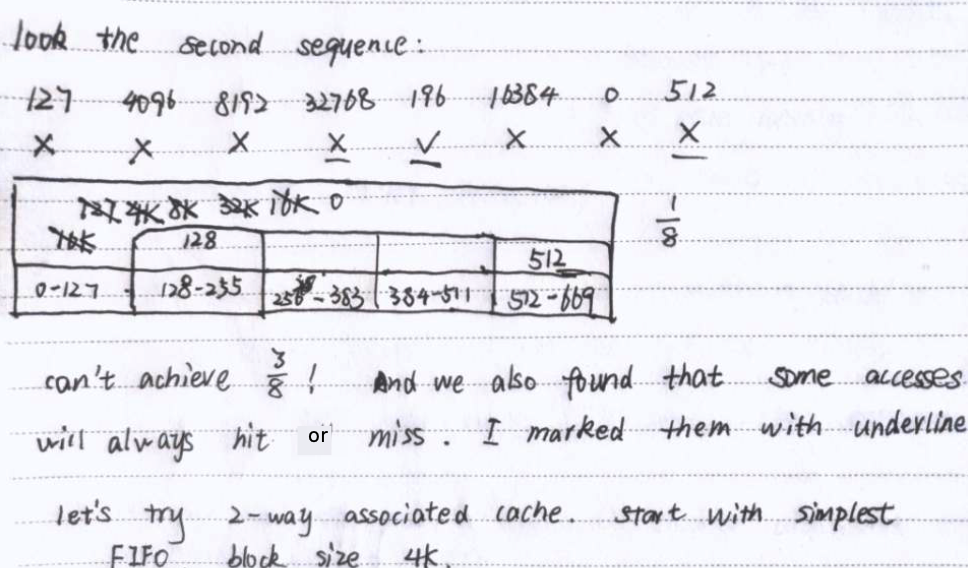 look the second sequence:
127 4096 8192 32768 196 16384 0 512
X X X X ✓ X X X
127 4K 8K 32K 16K 0
1/8
16K 128 512
0-127 128-255 256-383 384-511 512-669
can't achieve 3/8 ! And we also found that some accesses
will always hit or miss. I marked them with underline
let's try 2-way associated cache start with simplest
FIFO block size 4K.